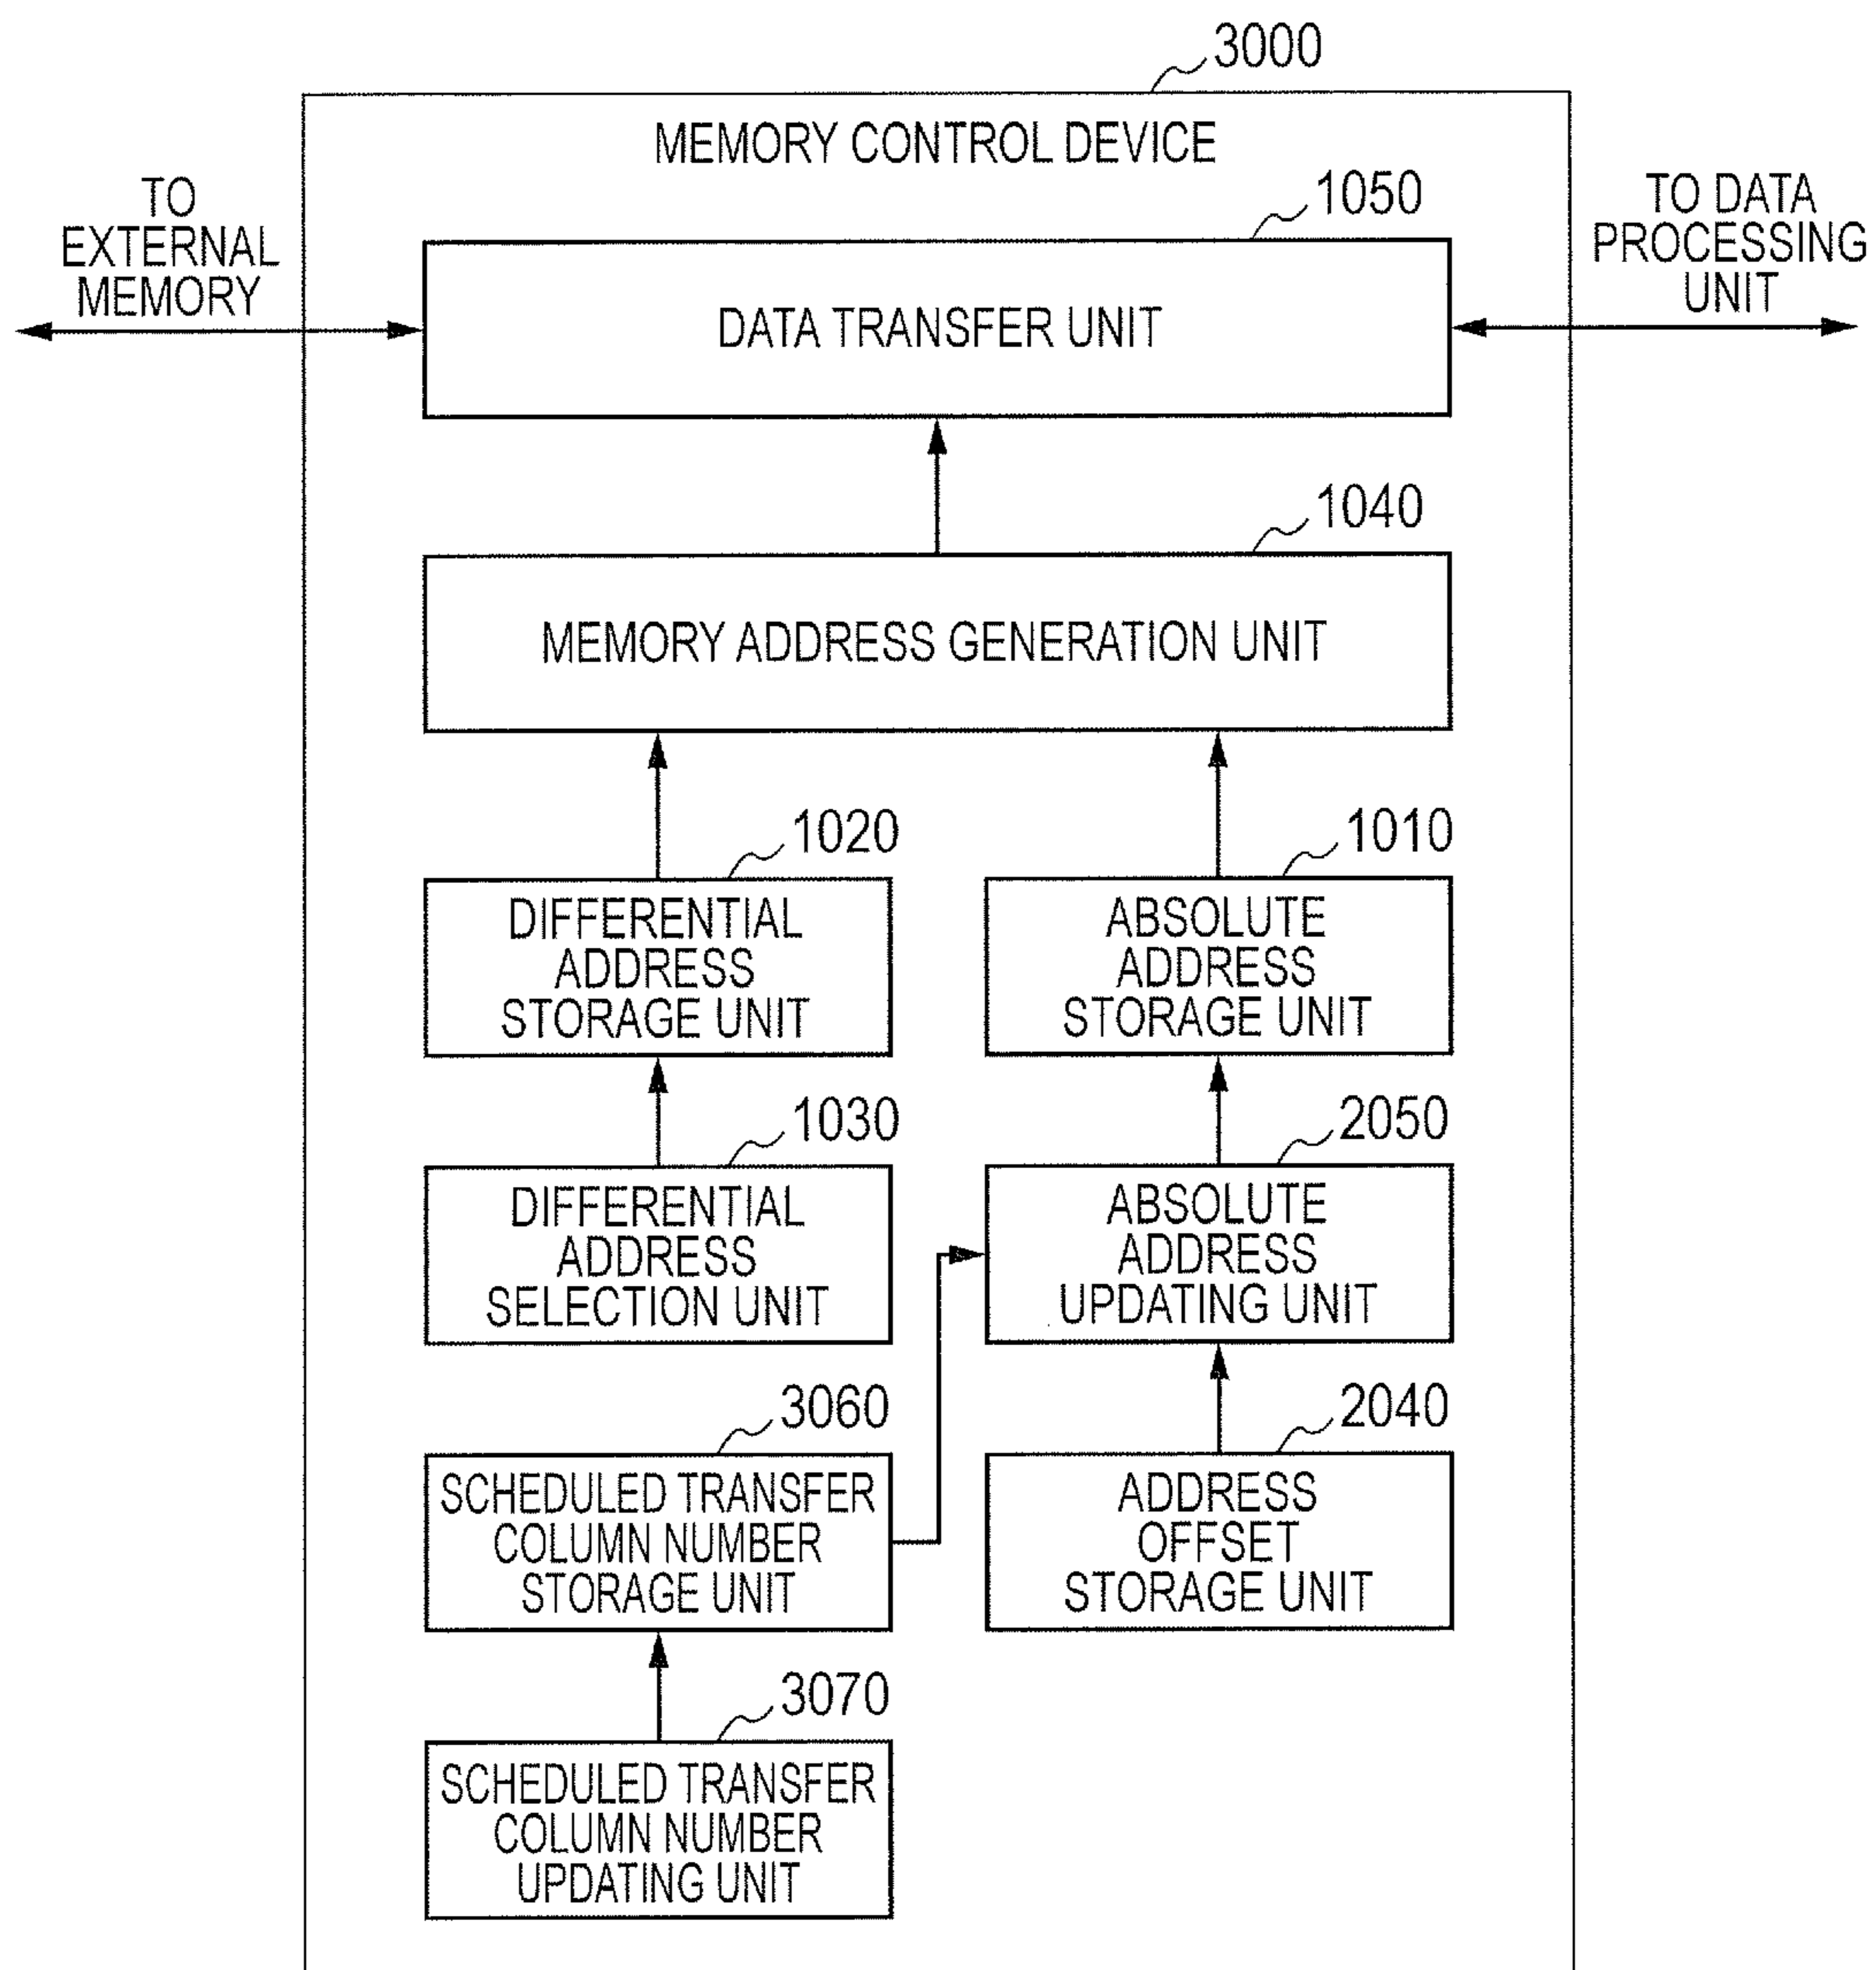 3000
MEMORY CONTROL DEVICE
TO
EXTERNAL
MEMORY
1050
TO DATA
PROCESSING
UNIT
DATA TRANSFER UNIT
1040
MEMORY ADDRESS GENERATION UNIT
1020
DIFFERENTIAL
ADDRESS
STORAGE UNIT
1010
ABSOLUTE
ADDRESS
STORAGE UNIT
1030
DIFFERENTIAL
ADDRESS
SELECTION UNIT
2050
ABSOLUTE
ADDRESS
UPDATING UNIT
3060
SCHEDULED TRANSFER
COLUMN NUMBER
STORAGE UNIT
2040
ADDRESS
OFFSET
STORAGE UNIT
3070
SCHEDULED TRANSFER
COLUMN NUMBER
UPDATING UNIT